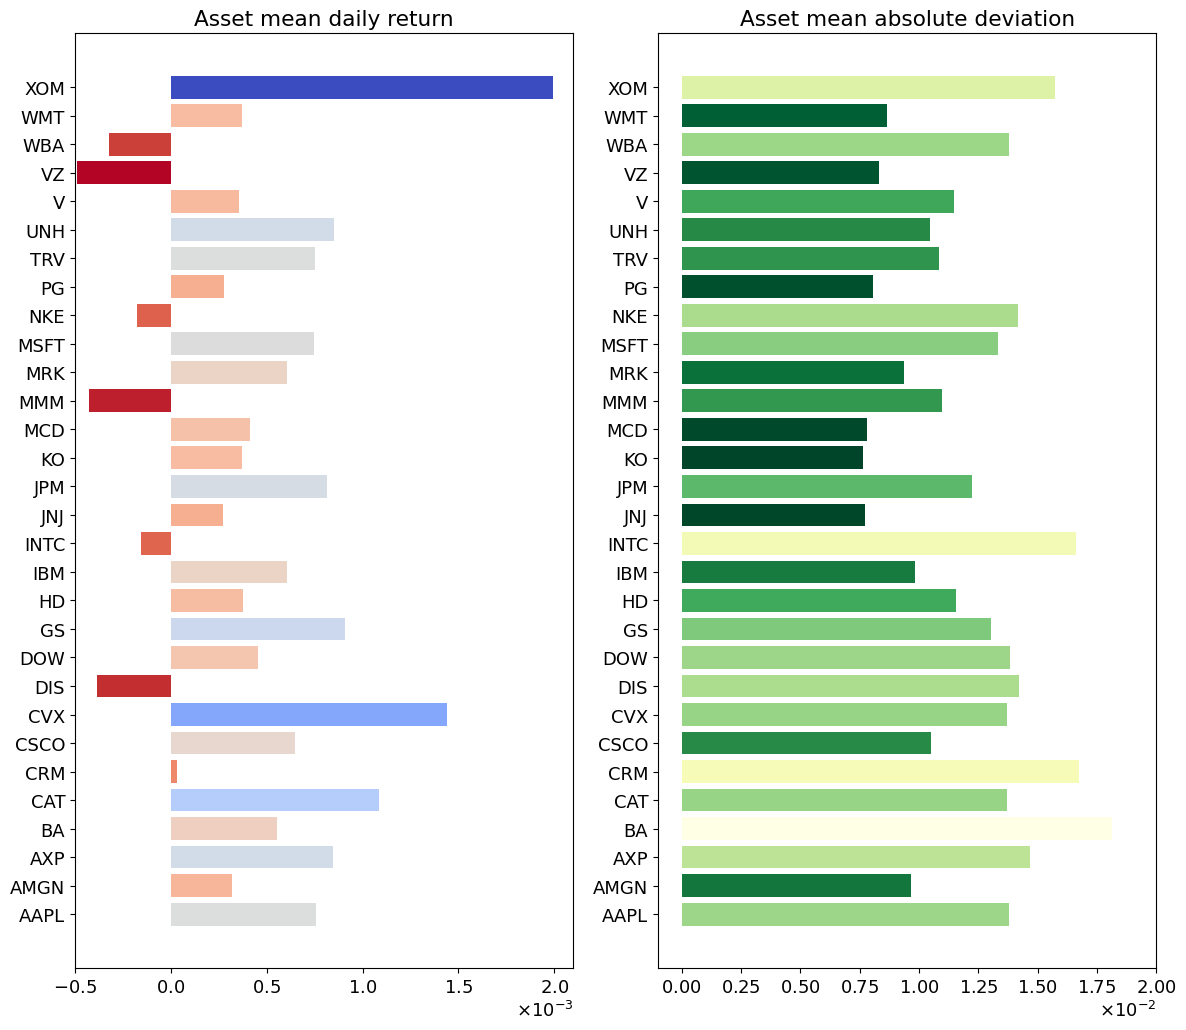 Asset mean daily return
XOM
WMT
WBA
VZ
V
UNH
TRV
PG
NKE
MSFT
MRK
MMM
MCD
KO
JPM
JNJ
INTC
IBM
HD
GS
DOW
DIS
CVX
CSCO
CRM
CAT
BA
AXP
AMGN
AAPL
−0.5 0.0 0.5 1.0 1.5 2.0
×10⁻³
Asset mean absolute deviation
XOM
WMT
WBA
VZ
V
UNH
TRV
PG
NKE
MSFT
MRK
MMM
MCD
KO
JPM
JNJ
INTC
IBM
HD
GS
DOW
DIS
CVX
CSCO
CRM
CAT
BA
AXP
AMGN
AAPL
0.00 0.25 0.50 0.75 1.00 1.25 1.50 1.75 2.00
×10⁻²